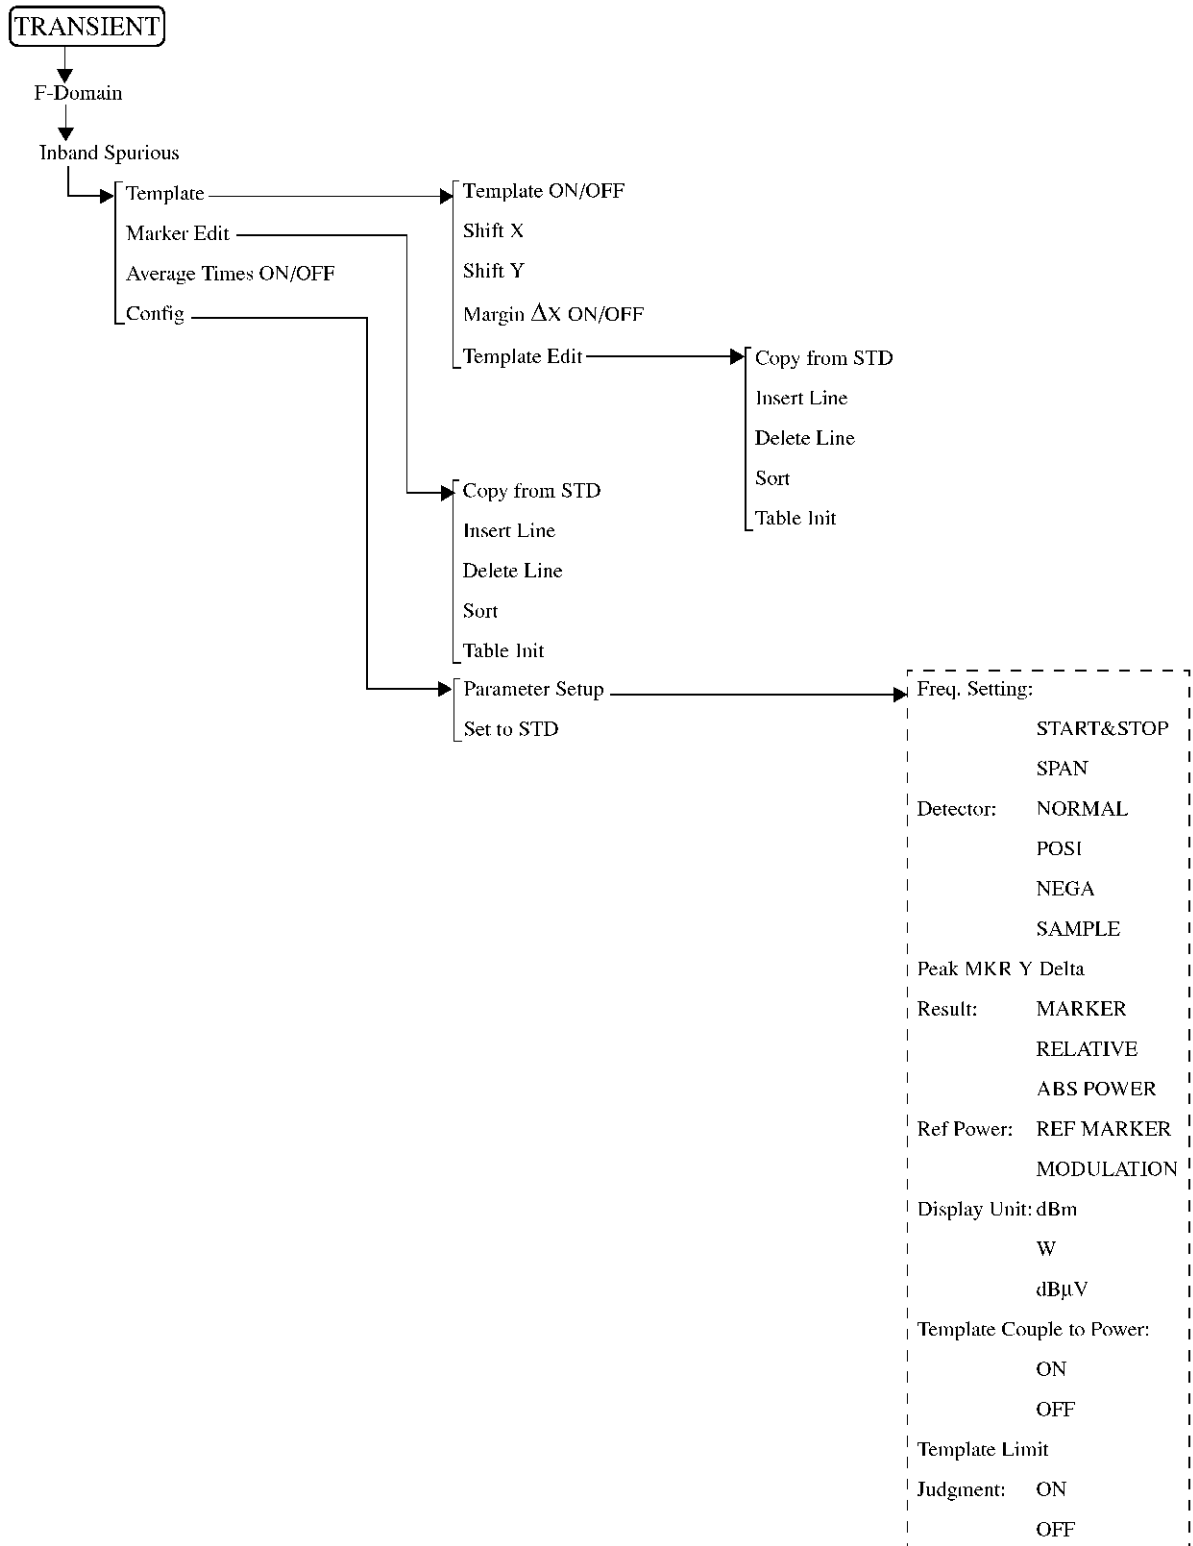 TRANSIENT
F-Domain
Inband Spurious
Template
Marker Edit
Average Times ON/OFF
Config
Template ON/OFF
Shift X
Shift Y
Margin ΔX ON/OFF
Template Edit
Copy from STD
Insert Line
Delete Line
Sort
Table Init
Copy from STD
Insert Line
Delete Line
Sort
Table Init
Parameter Setup
Set to STD
Freq. Setting:
START&STOP
SPAN
Detector: NORMAL
POSI
NEGA
SAMPLE
Peak MKR Y Delta
Result: MARKER
RELATIVE
ABS POWER
Ref Power: REF MARKER
MODULATION
Display Unit: dBm
W
dBμV
Template Couple to Power:
ON
OFF
Template Limit
Judgment: ON
OFF